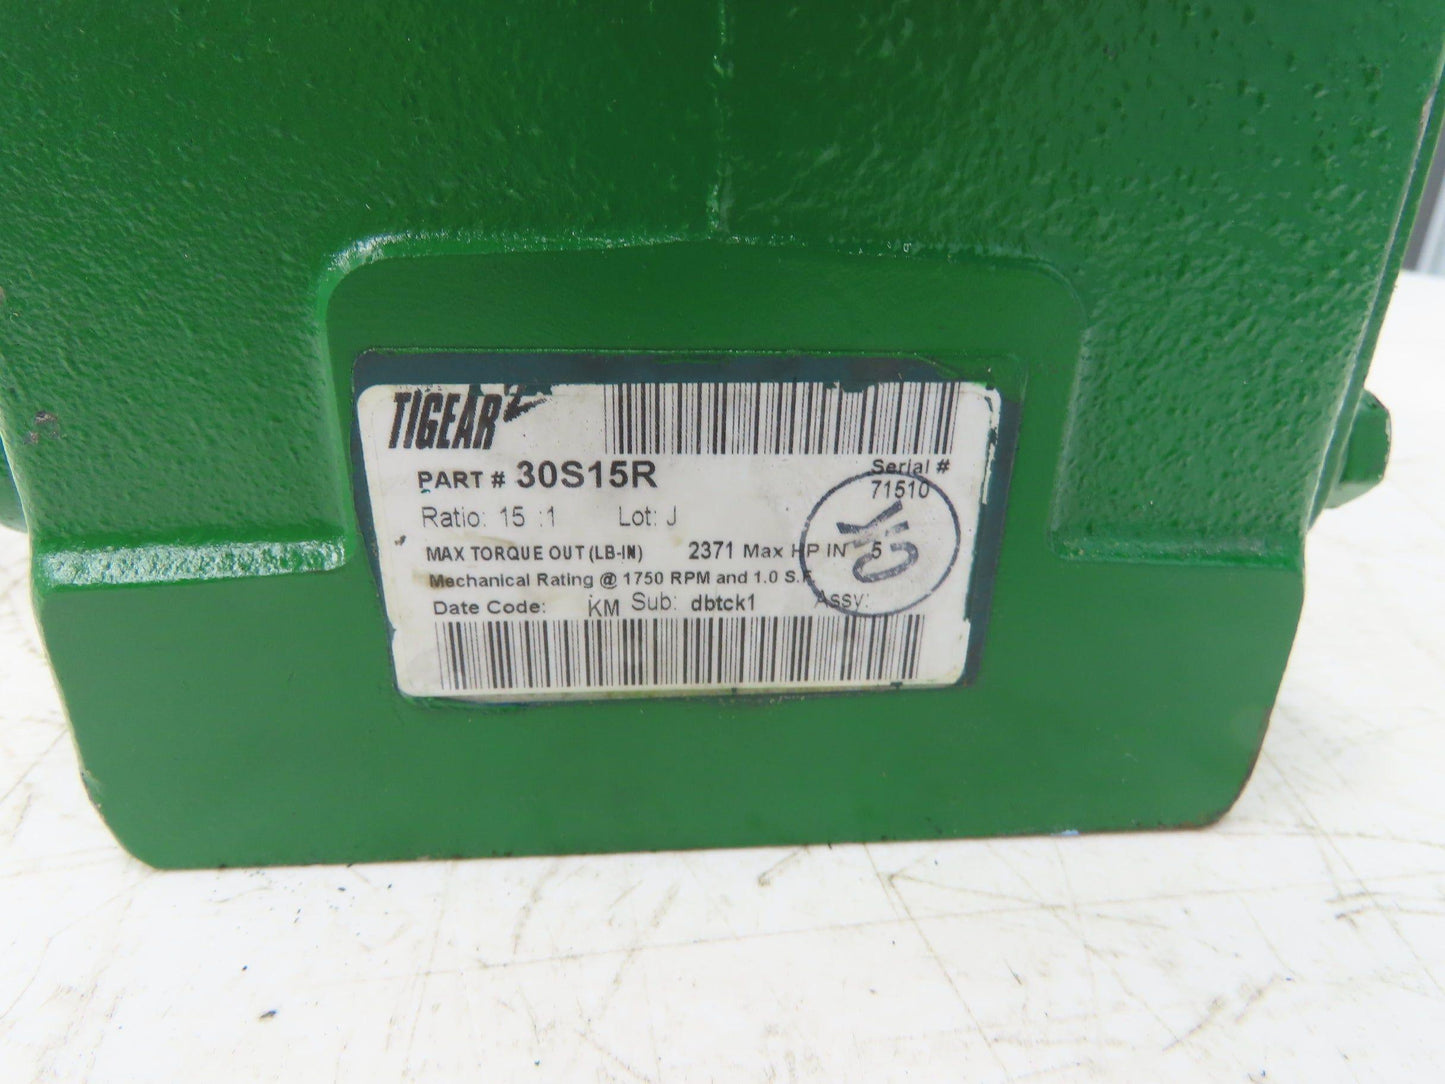 TIGEAR2
PART # 30S15R
Serial #
71510
Ratio: 15 :1 Lot: J
MAX TORQUE OUT (LB-IN) 2371 Max HP IN 5
Mechanical Rating @ 1750 RPM and 1.0 S.F
Date Code: KM Sub: dbtck1 Assy: